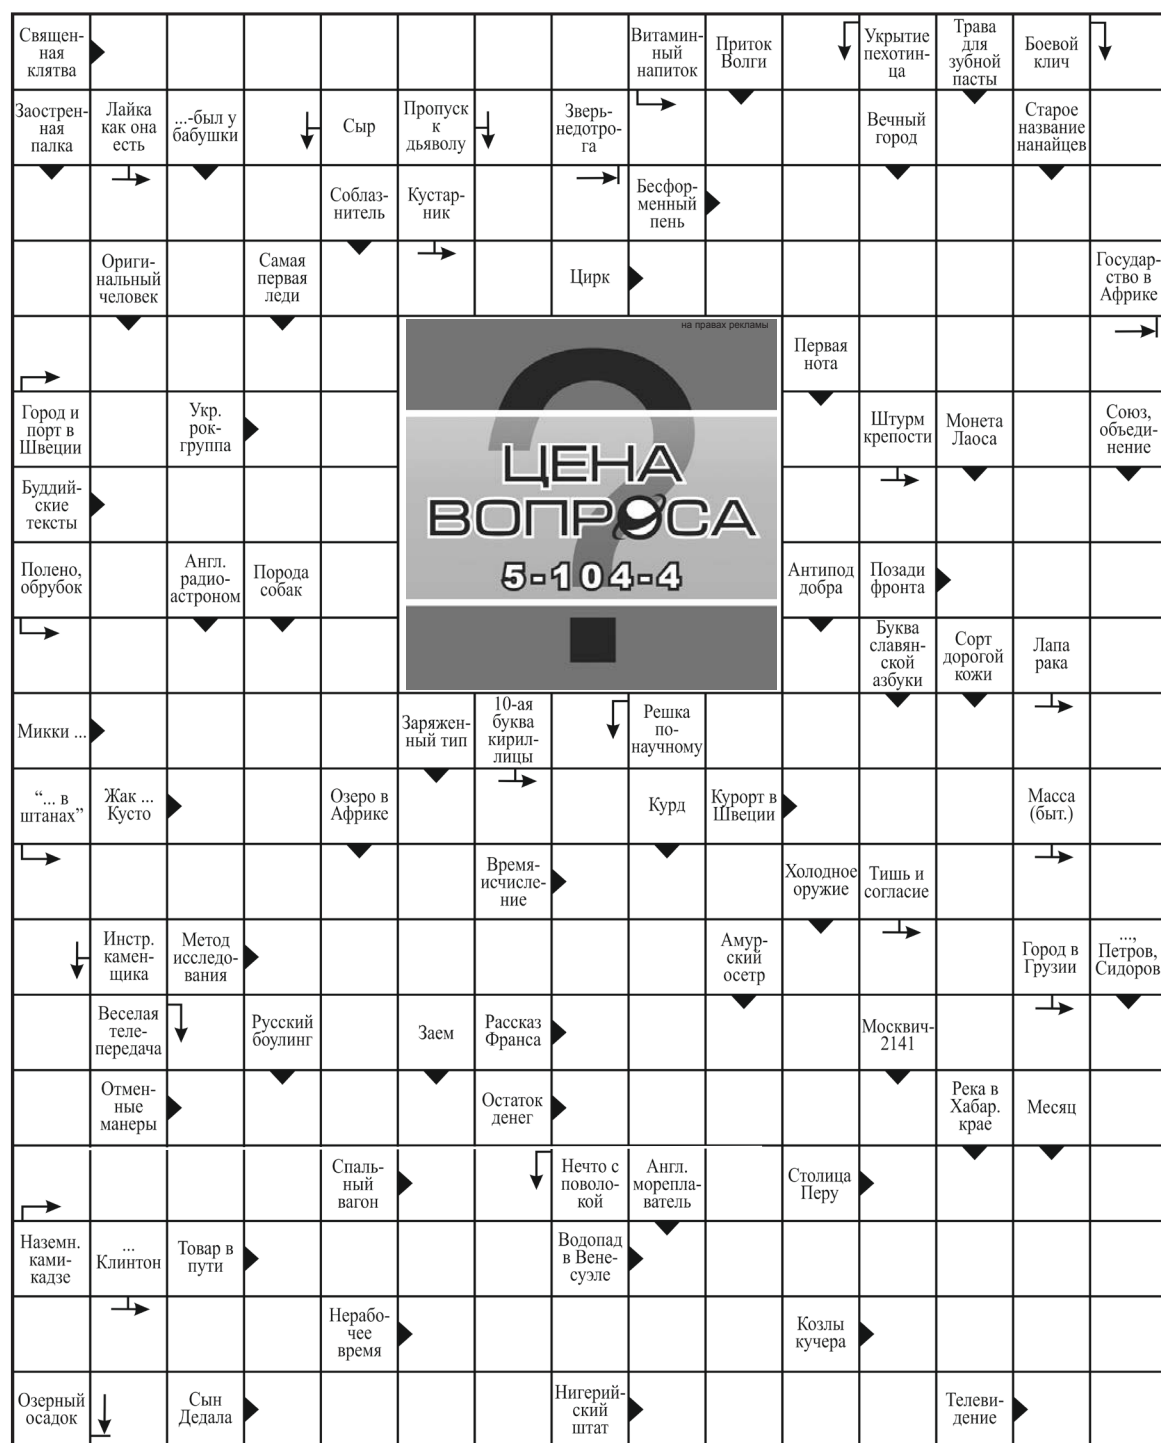 Священ-
ная
клятва
Витамин-
ный
напиток
Приток
Волги
Укрытие
пехотин-
ца
Трава
для
зубной
пасты
Боевой
клич
Заострен-
ная
палка
Лайка
как она
есть
...-был у
бабушки
Сыр
Пропуск
к
дьяволу
Зверь-
недотро-
га
Вечный
город
Старое
название
нанайцев
Соблаз-
нитель
Кустар-
ник
Бесфор-
менный
пень
Ориги-
нальный
человек
Самая
первая
леди
Цирк
Государ-
ство в
Африке
на правах рекламы
Первая
нота
Город и
порт в
Швеции
Укр.
рок-
группа
ЦЕНА
ВОПРОСА
5-104-4
Штурм
крепости
Монета
Лаоса
Союз,
объеди-
нение
Буддий-
ские
тексты
Полено,
обрубок
Англ.
радио-
астроном
Порода
собак
Антипод
добра
Позади
фронта
Буква
славян-
ской
азбуки
Сорт
дорогой
кожи
Лапа
рака
Микки ...
Заряжен-
ный тип
10-ая
буква
кирил-
лицы
Решка
по-
научному
“... в
штанах”
Жак ...
Кусто
Озеро в
Африке
Курд
Курорт в
Швеции
Масса
(быт.)
Время-
исчисле-
ние
Холодное
оружие
Тишь и
согласие
Инстр.
камен-
щика
Метод
исследо-
вания
Амур-
ский
осетр
Город в
Грузии
...,
Петров,
Сидоров
Веселая
теле-
передача
Русский
боулинг
Заем
Рассказ
Франса
Москвич-
2141
Отмен-
ные
манеры
Остаток
денег
Река в
Хабар.
крае
Месяц
Спаль-
ный
вагон
Нечто с
поволо-
кой
Англ.
морепла-
ватель
Столица
Перу
Наземн.
ками-
кадзе
...
Клинтон
Товар в
пути
Водопад
в Вене-
суэле
Нерабо-
чее
время
Козлы
кучера
Озерный
осадок
Сын
Дедала
Нигерий-
ский
штат
Телеви-
дение